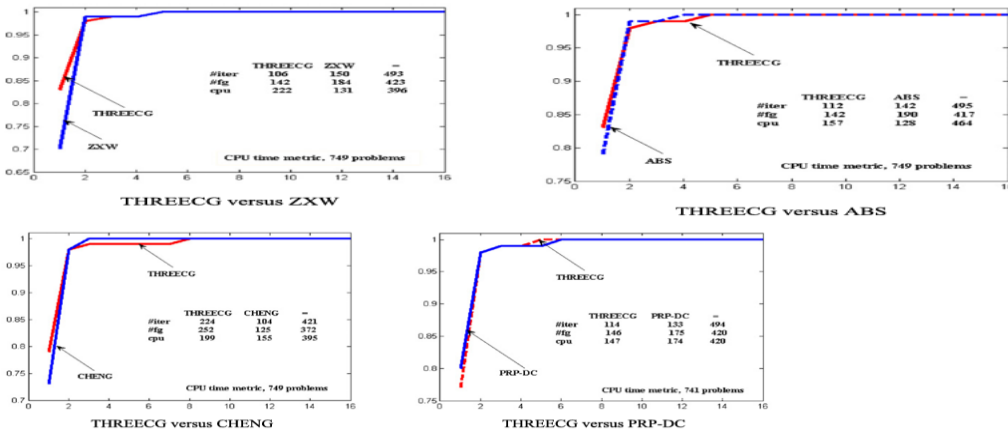 1
0.95
0.9
0.85
0.8
0.75
0.7
0.65
0 2 4 6 8 10 12 14 16
THREECG ZXW =
#iter 106 150 493
#fg 142 184 423
cpu 222 131 396
THREECG
ZXW
CPU time metric, 749 problems
THREECG versus ZXW
1
0.95
0.9
0.85
0.8
0.75
0 2 4 6 8 10 12 14 16
THREECG
THREECG ABS =
#iter 112 142 495
#fg 142 190 417
cpu 157 128 464
ABS
CPU time metric, 749 problems
THREECG versus ABS
1
0.95
0.9
0.85
0.8
0.75
0.7
0 2 4 6 8 10 12 14 16
THREECG
THREECG CHENG =
#iter 224 104 421
#fg 252 125 372
cpu 199 155 395
CHENG
CPU time metric, 749 problems
THREECG versus CHENG
1
0.95
0.9
0.85
0.8
0.75
0 2 4 6 8 10 12 14 16
THREECG
THREECG PRP-DC =
#iter 114 133 494
#fg 146 175 420
cpu 147 174 420
PRP-DC
CPU time metric, 741 problems
THREECG versus PRP-DC